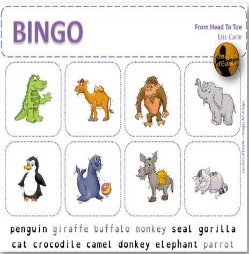 BINGO
From Head To Toe
Eric Carle
penguin giraffe buffalo monkey seal gorilla
cat crocodile camel donkey elephant parrot